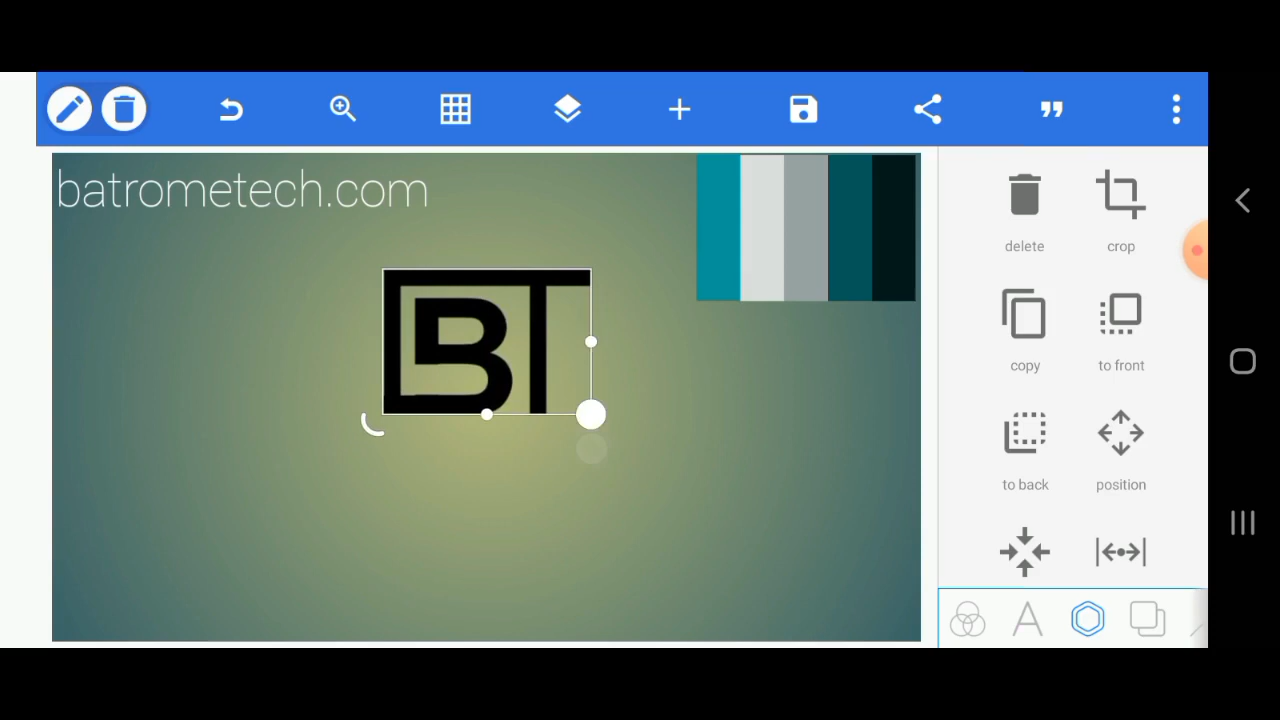 batrometech.com
BT
delete
crop
copy
to front
to back
position
A